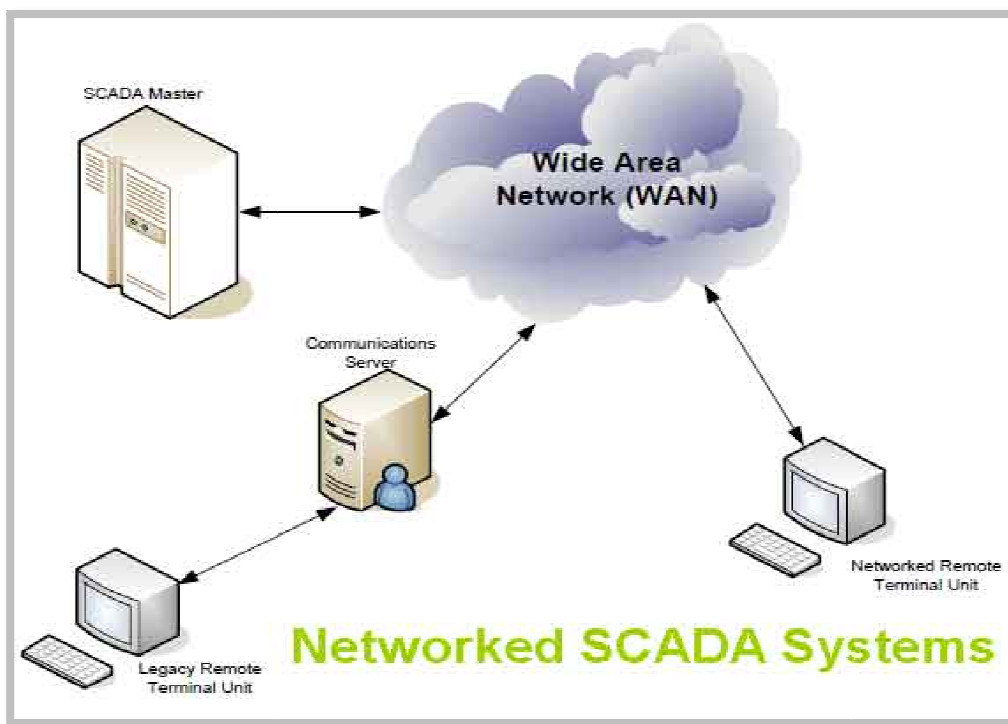 SCADA Master
Wide Area
Network (WAN)
Communications
Server
Networked Remote
Terminal Unit
Legacy Remote
Terminal Unit
Networked SCADA Systems